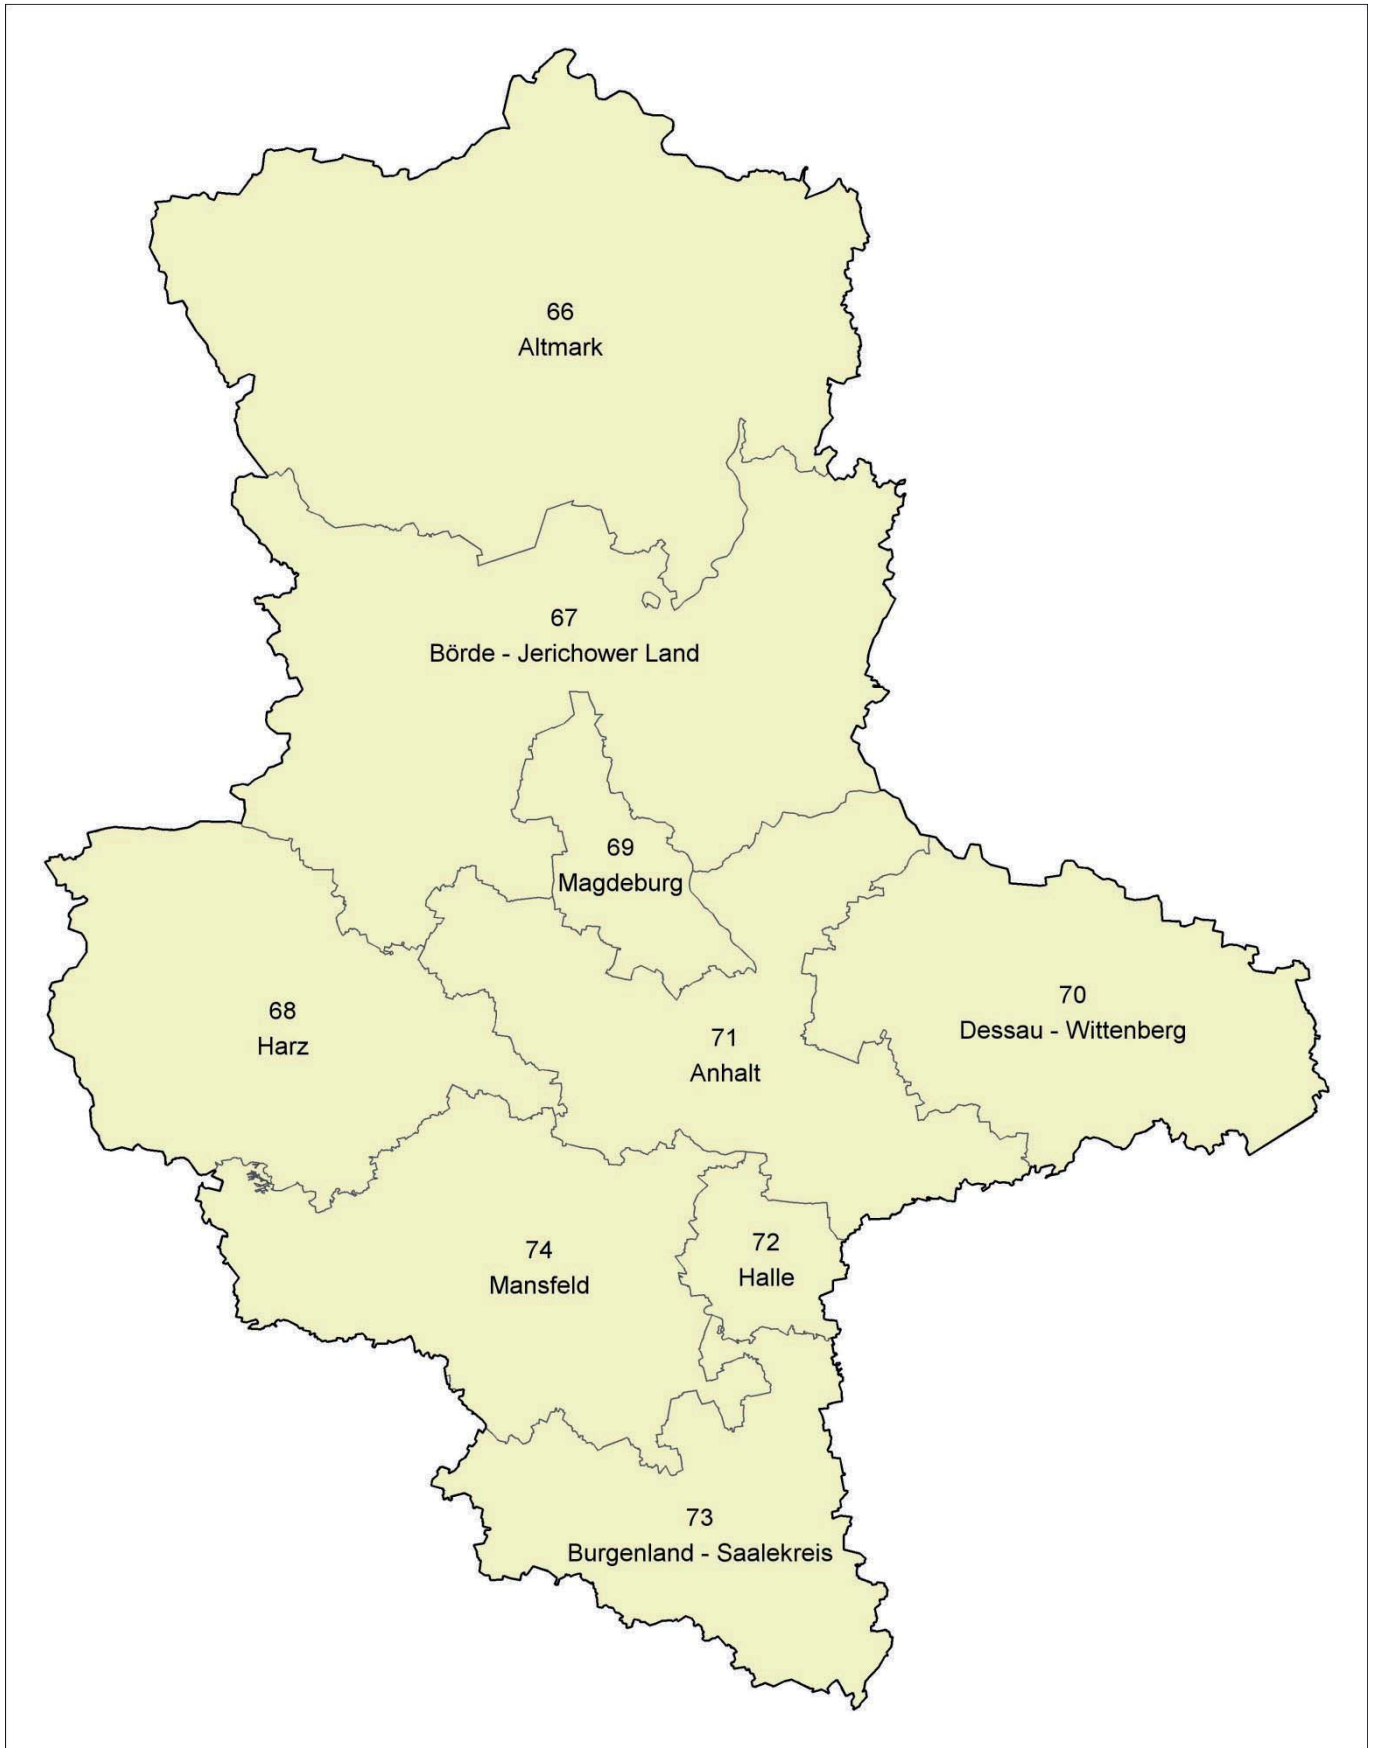 66
Altmark
67
Börde - Jerichower Land
69
Magdeburg
68
Harz
70
Dessau - Wittenberg
71
Anhalt
74
Mansfeld
72
Halle
73
Burgenland - Saalekreis